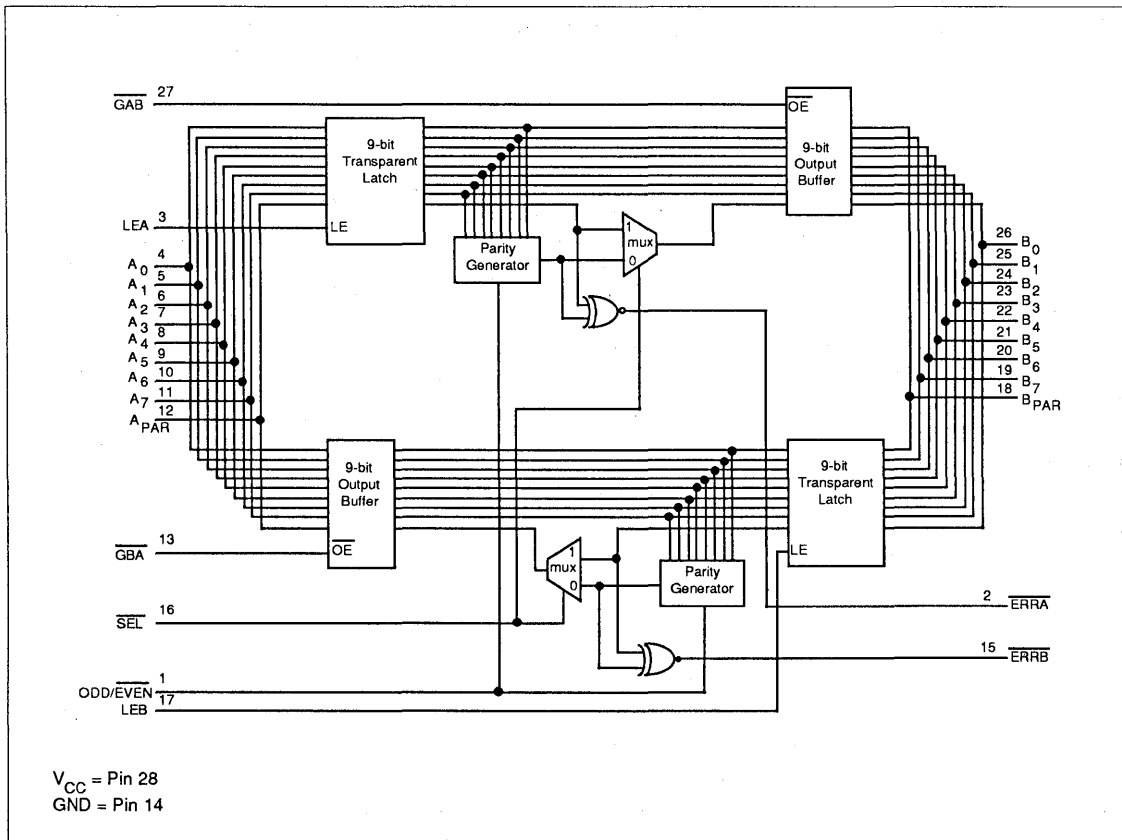 GAB 27
OE
9-bit
Output
Buffer
9-bit
Transparent
Latch
LE
LEA 3
Parity
Generator
1
mux
0
A0 4
A1 5
A2 6
A3 7
A4 8
A5 9
A6 10
A7 11
APAR 12
26 B0
25 B1
24 B2
23 B3
22 B4
21 B5
20 B6
19 B7
18 BPAR
9-bit
Output
Buffer
OE
9-bit
Transparent
Latch
LE
GBA 13
1
mux
0
Parity
Generator
SEL 16
2 ERRA
15 ERRB
ODD/EVEN 1
LEB 17
VCC = Pin 28
GND = Pin 14